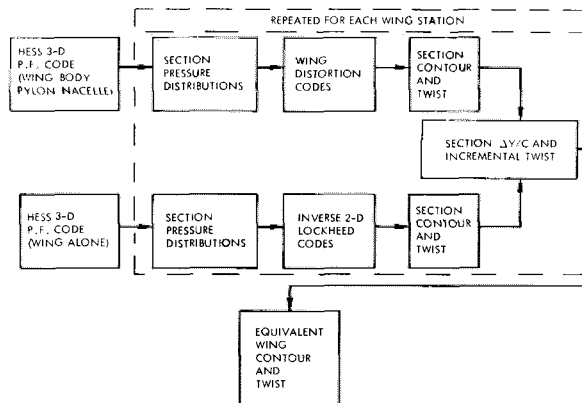 REPEATED FOR EACH WING STATION
HESS 3-D
P.F. CODE
(WING BODY
PYLON NACELLE)
SECTION
PRESSURE
DISTRIBUTIONS
WING
DISTORTION
CODES
SECTION
CONTOUR
AND
TWIST
SECTION ΔY/C AND
INCREMENTAL TWIST
HESS 3-D
P.F. CODE
(WING ALONE)
SECTION
PRESSURE
DISTRIBUTIONS
INVERSE 2-D
LOCKHEED
CODES
SECTION
CONTOUR
AND
TWIST
EQUIVALENT
WING
CONTOUR
AND
TWIST